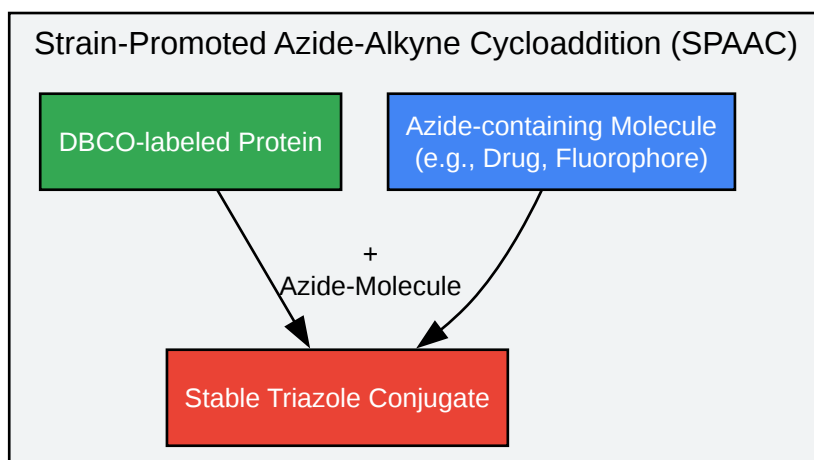 Strain-Promoted Azide-Alkyne Cycloaddition (SPAAC)
DBCO-labeled Protein
Azide-containing Molecule
(e.g., Drug, Fluorophore)
+
Azide-Molecule
Stable Triazole Conjugate